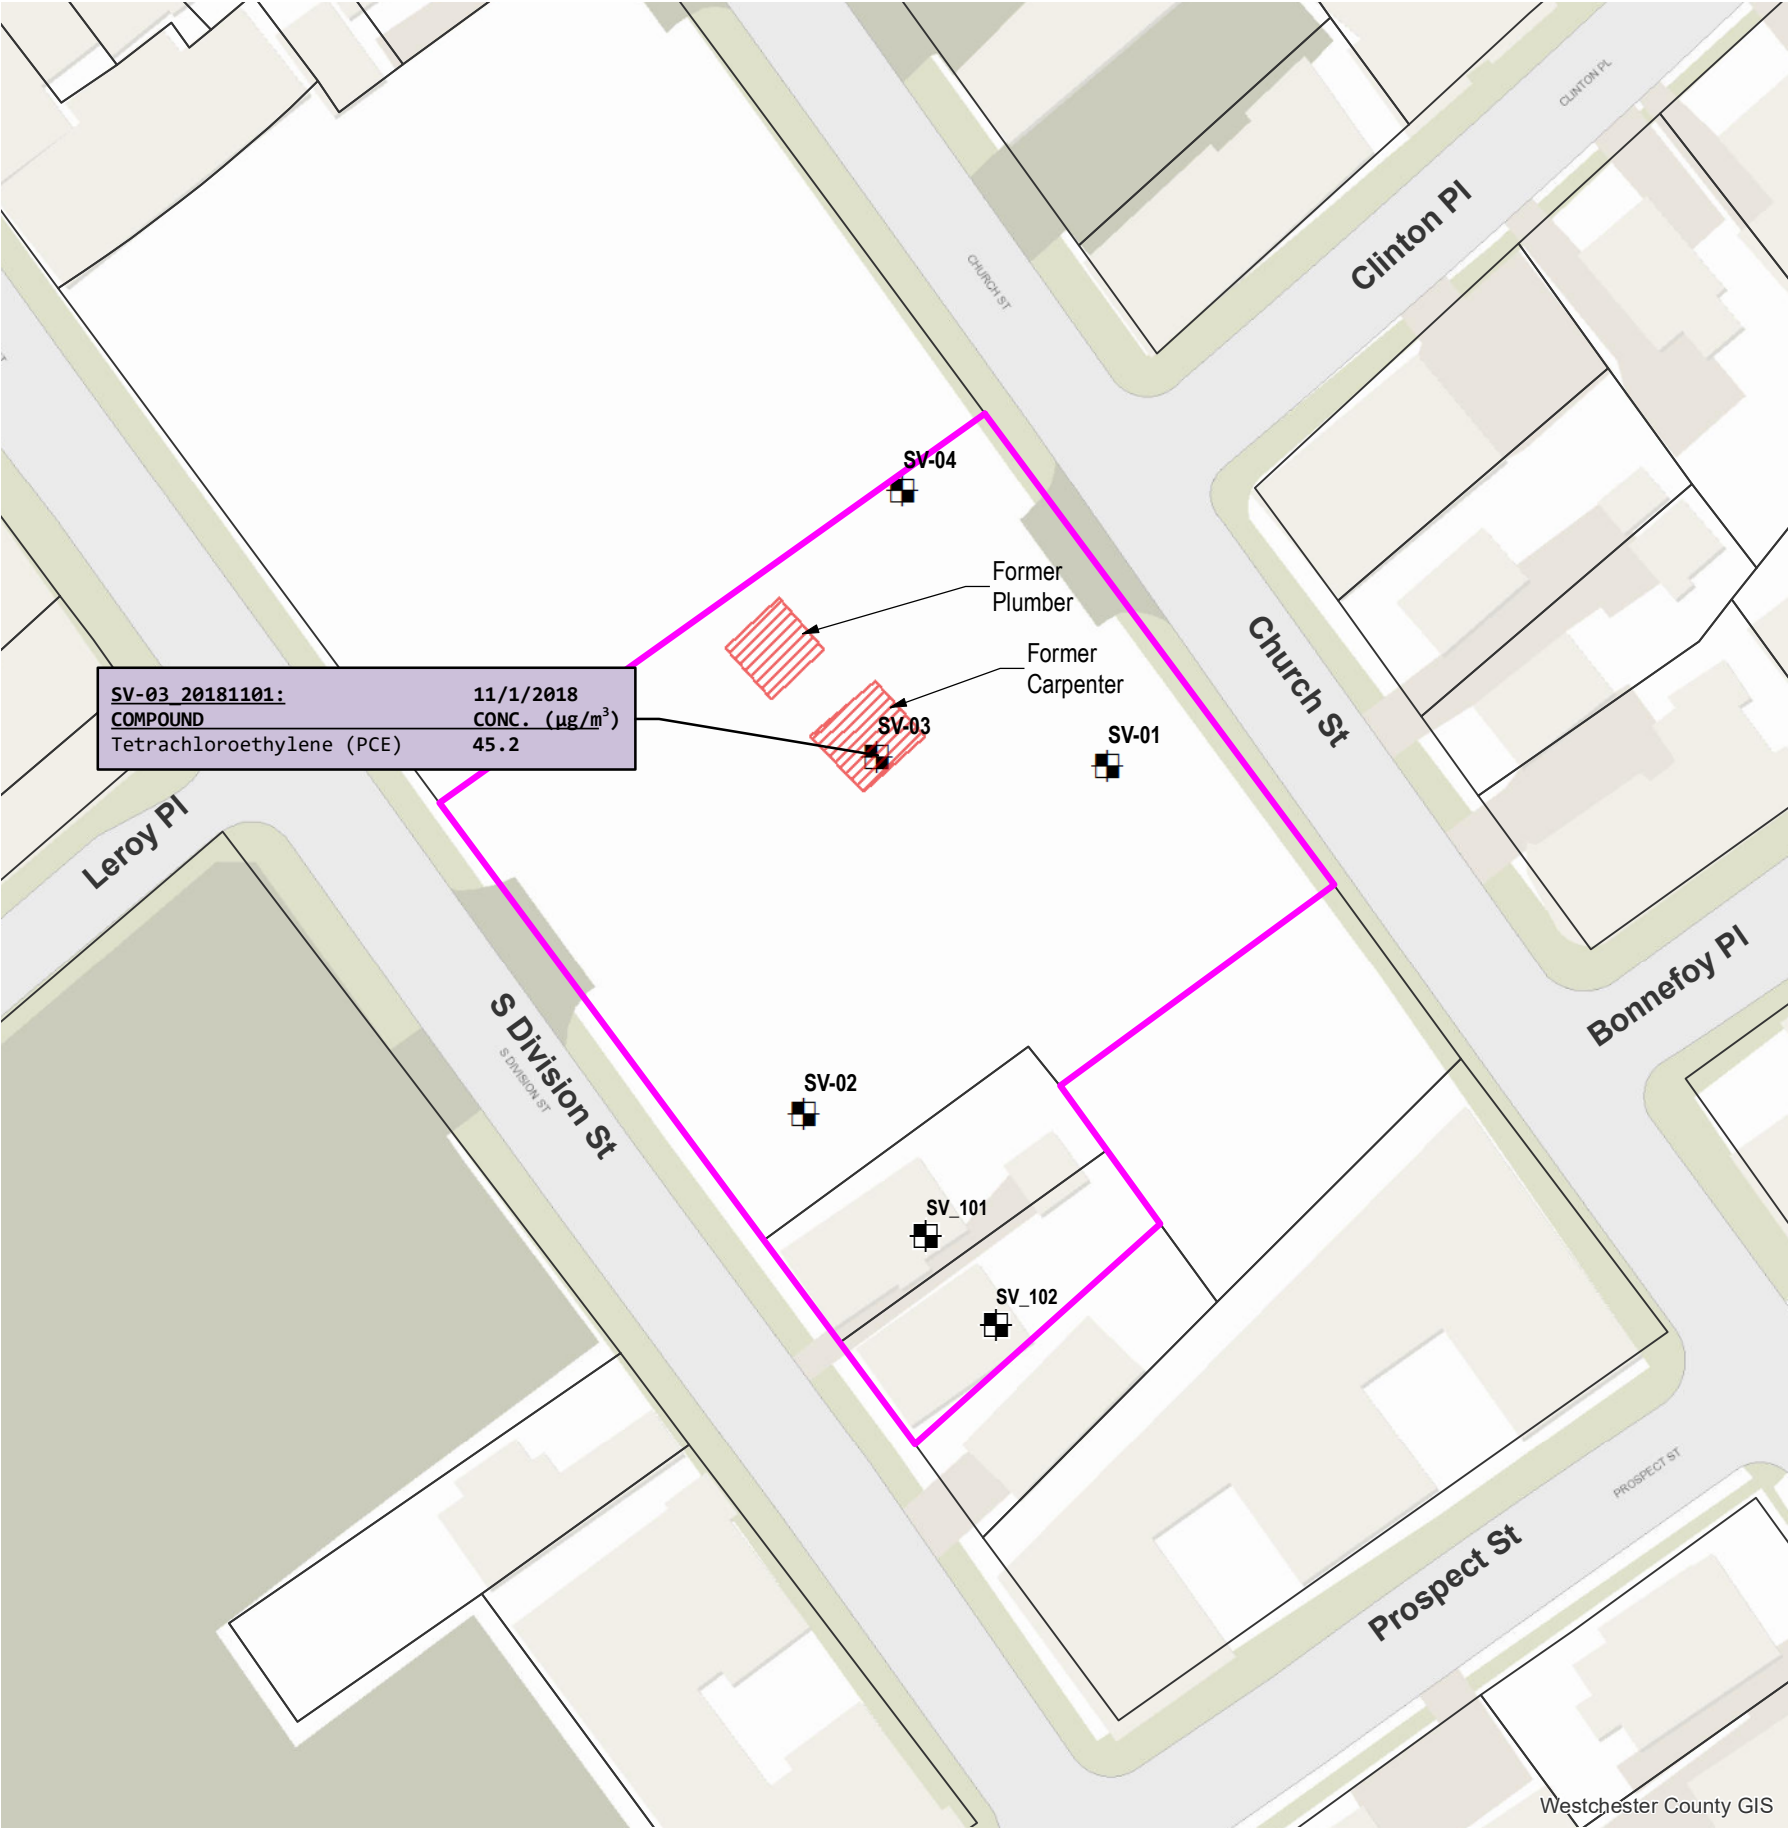 CLINTON PL
Clinton Pl
CHURCH ST
SV-04
Former
Plumber
Former
Carpenter
Church St
SV-03_20181101: 11/1/2018
COMPOUND CONC. (µg/m³)
Tetrachloroethylene (PCE) 45.2
SV-03
SV-01
Leroy Pl
Bonnefoy Pl
S Division St
S DIVISION ST
SV-02
SV_101
SV_102
PROSPECT ST
Prospect St
Westchester County GIS